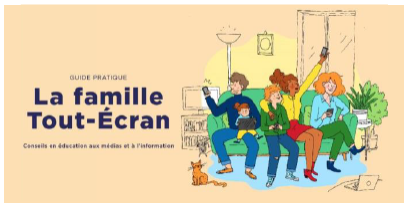 GUIDE PRATIQUE
La famille
Tout-Écran
Conseils en éducation aux médias et à l'information